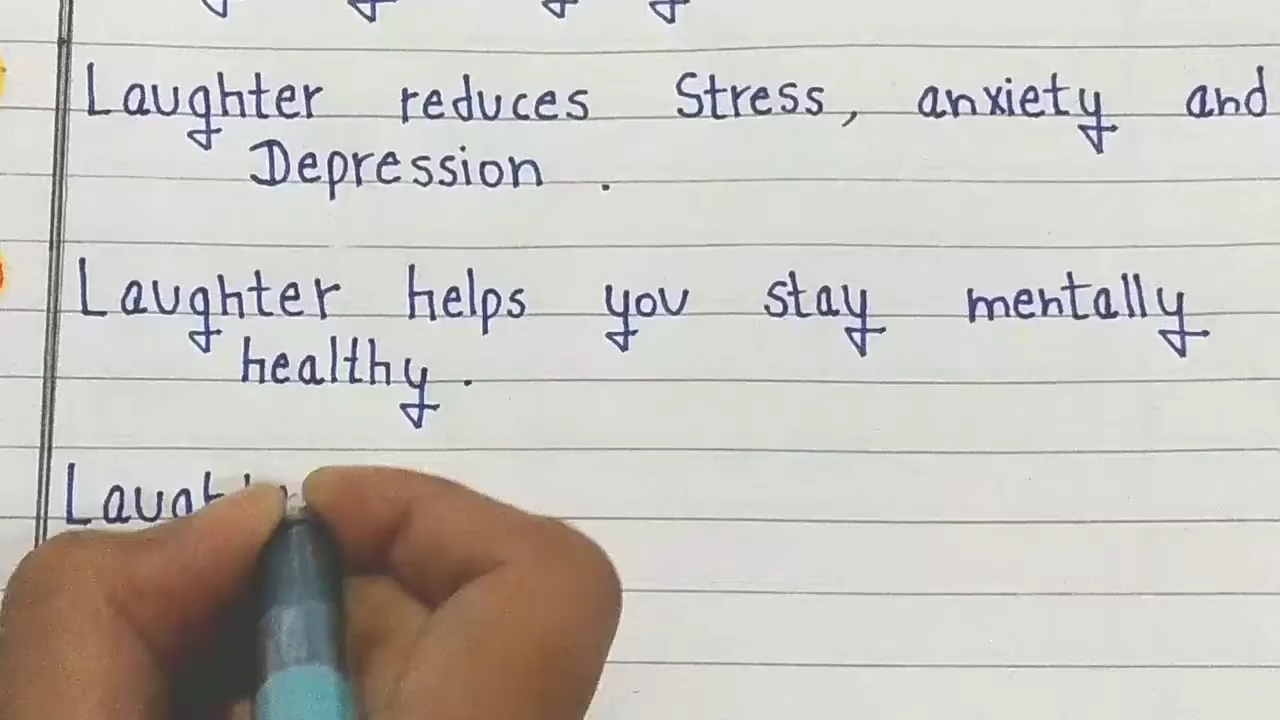 Laughter reduces Stress, anxiety and
Depression .
Laughter helps you stay mentally
healthy.